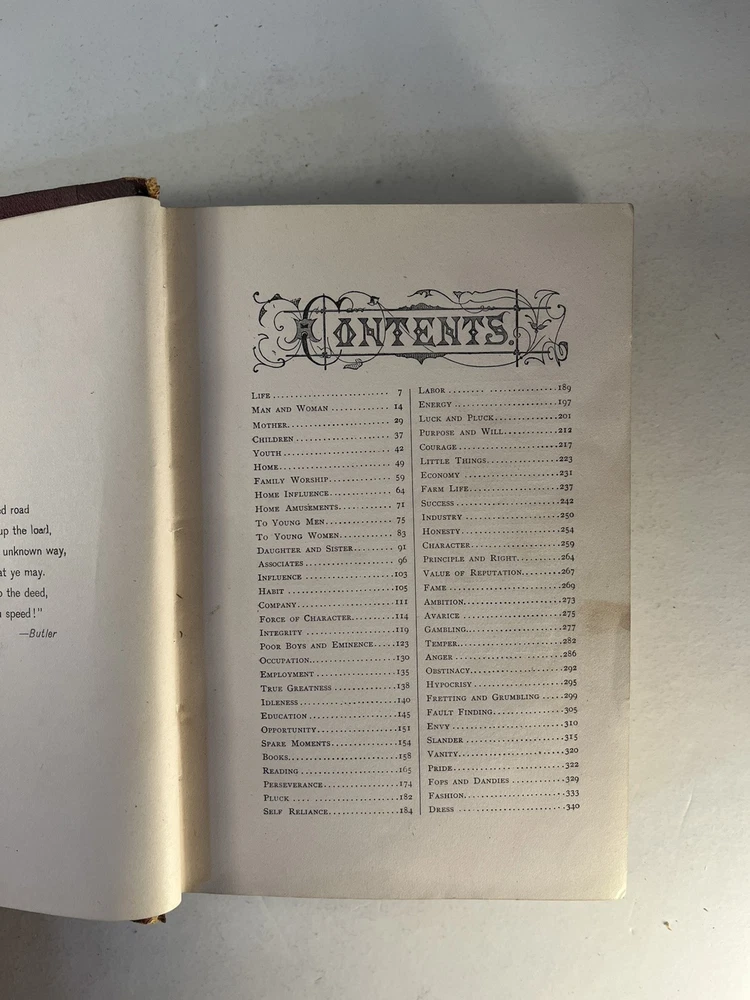 ed road
up the load,
unknown way,
at ye may.
o the deed,
speed!"
—Butler
CONTENTS.
LIFE 7
MAN AND WOMAN 14
MOTHER 29
CHILDREN 37
YOUTH 42
HOME 49
FAMILY WORSHIP 59
HOME INFLUENCE 64
HOME AMUSEMENTS 71
TO YOUNG MEN 75
TO YOUNG WOMEN 83
DAUGHTER AND SISTER 91
ASSOCIATES 96
INFLUENCE 103
HABIT 105
COMPANY 111
FORCE OF CHARACTER 114
INTEGRITY 119
POOR BOYS AND EMINENCE 123
OCCUPATION 130
EMPLOYMENT 135
TRUE GREATNESS 138
IDLENESS 140
EDUCATION 145
OPPORTUNITY 151
SPARE MOMENTS 154
BOOKS 158
READING 165
PERSEVERANCE 174
PLUCK 182
SELF RELIANCE 184
LABOR 189
ENERGY 197
LUCK AND PLUCK 201
PURPOSE AND WILL 212
COURAGE 217
LITTLE THINGS 223
ECONOMY 231
FARM LIFE 237
SUCCESS 242
INDUSTRY 250
HONESTY 254
CHARACTER 259
PRINCIPLE AND RIGHT 264
VALUE OF REPUTATION 267
FAME 269
AMBITION 273
AVARICE 275
GAMBLING 277
TEMPER 282
ANGER 286
OBSTINACY 292
HYPOCRISY 295
FRETTING AND GRUMBLING 299
FAULT FINDING 305
ENVY 310
SLANDER 315
VANITY 320
PRIDE 322
FOPS AND DANDIES 329
FASHION 333
DRESS 340